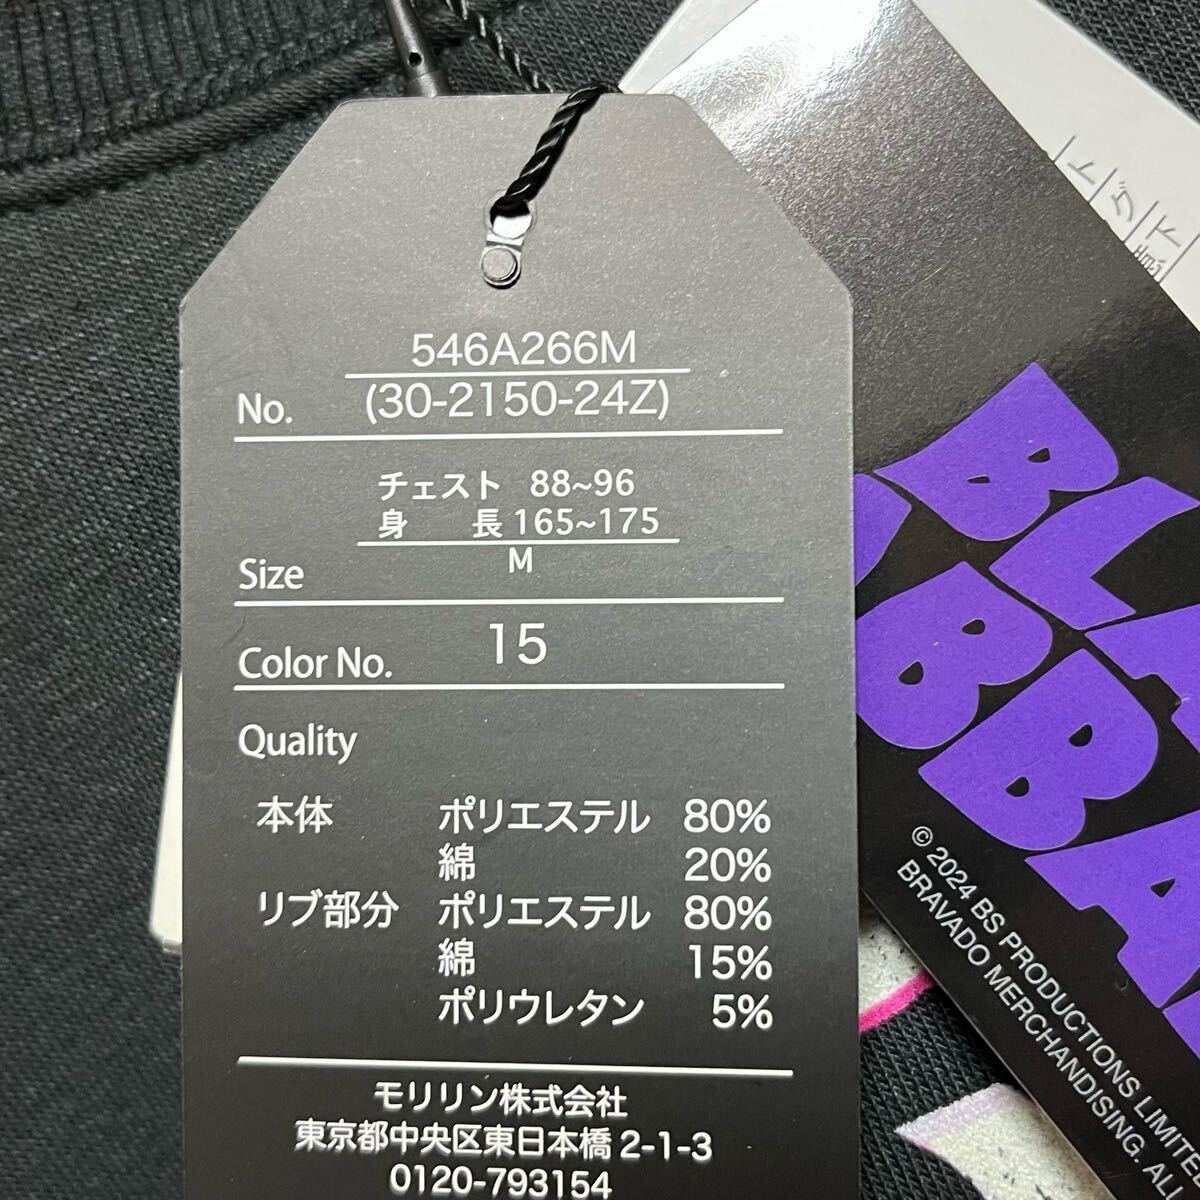 546A266M
No. (30-2150-24Z)
チェスト 88~96
身 長 165~175
Size M
Color No. 15
Quality
本体 ポリエステル 80%
綿 20%
リブ部分 ポリエステル 80%
綿 15%
ポリウレタン 5%
モリリン株式会社
東京都中央区東日本橋 2-1-3
0120-793154
© 2024 BS PRODUCTIONS LIMITE
BRAVADO MERCHANDISING. ALL